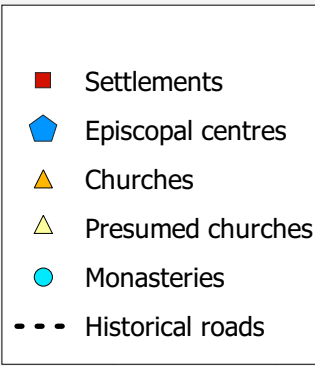 Settlements
Episcopal centres
Churches
Presumed churches
Monasteries
Historical roads